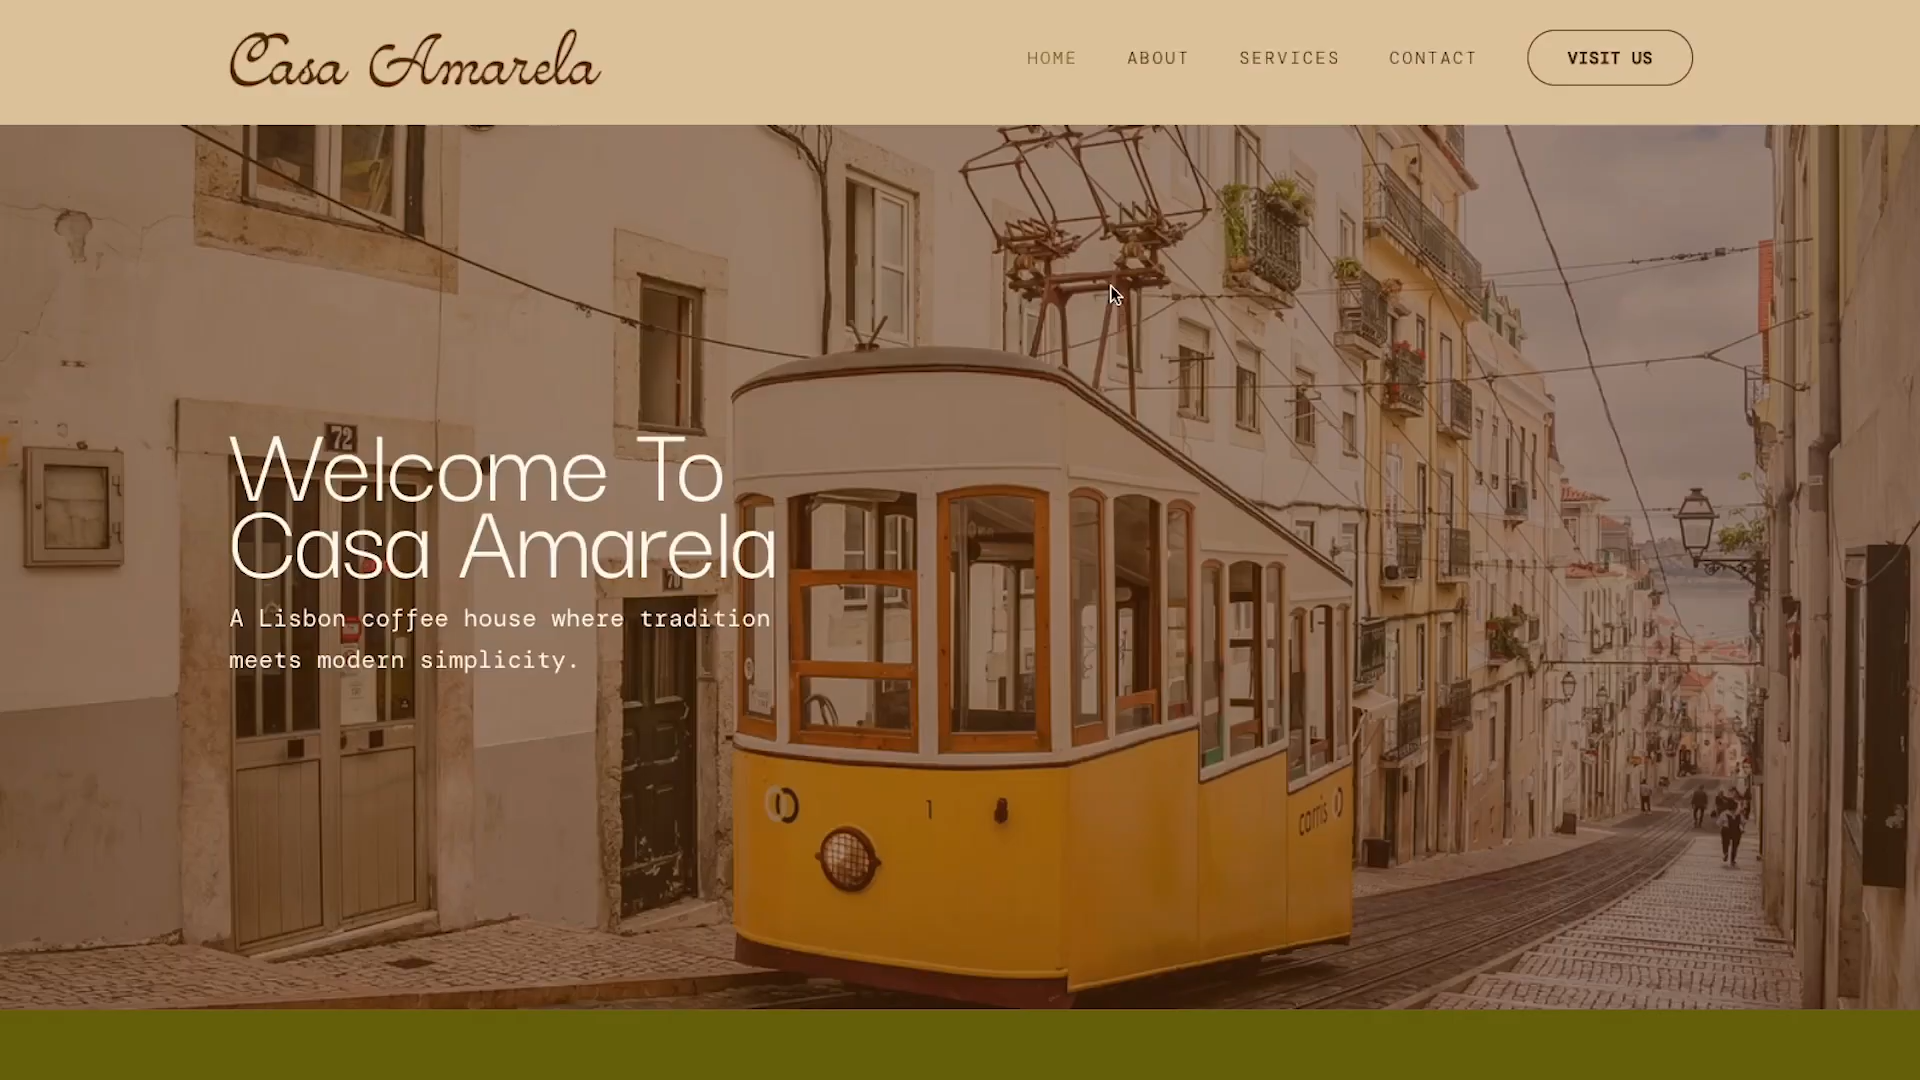 Casa Amarela
HOME ABOUT SERVICES CONTACT VISIT US
72
Welcome To
Casa Amarela
A Lisbon coffee house where tradition
meets modern simplicity.
1
carris